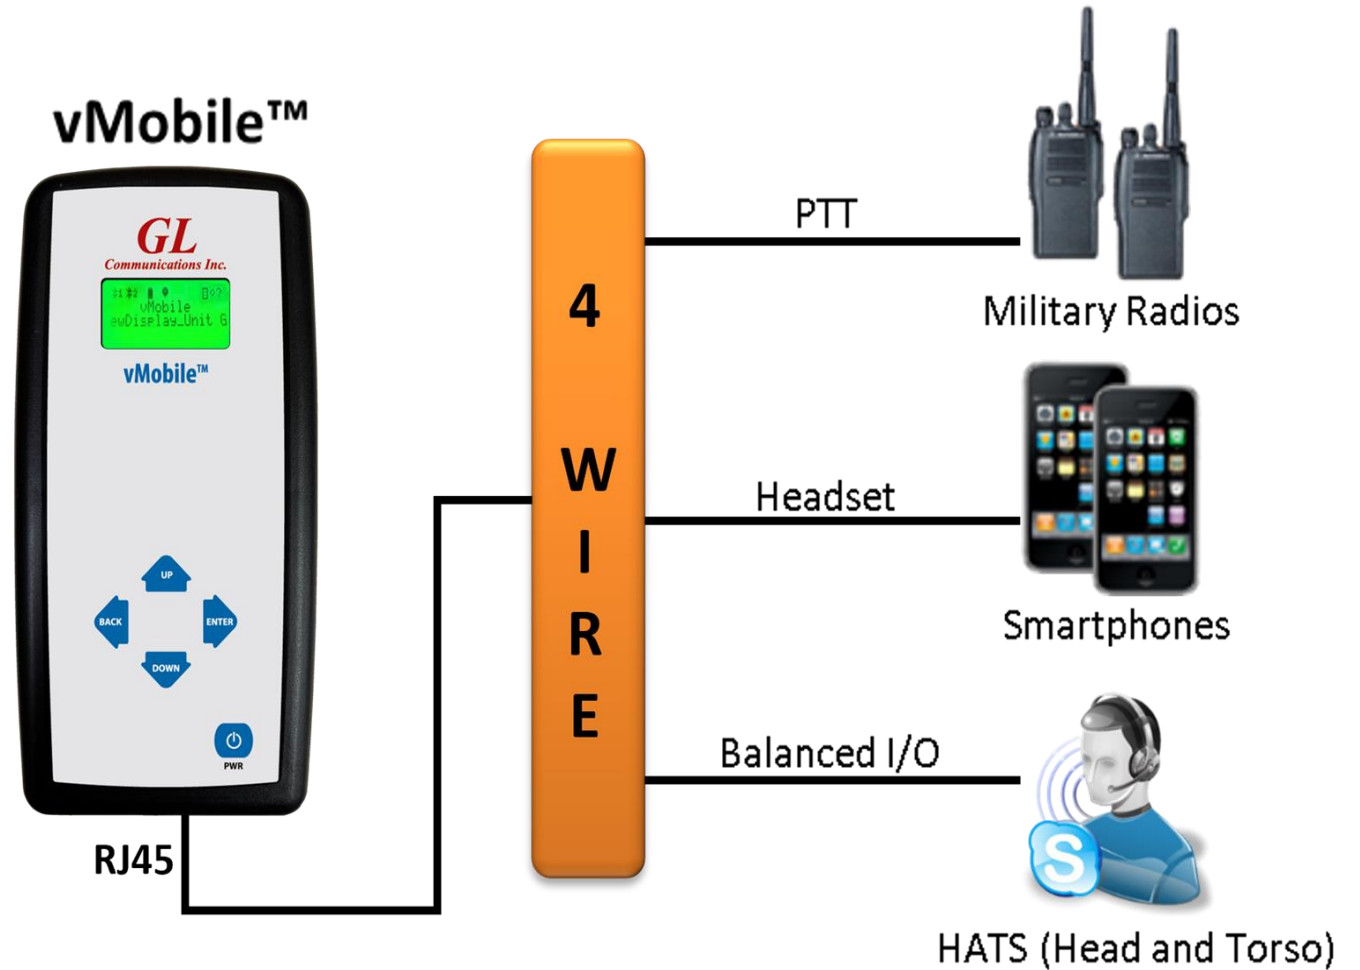 vMobile™
GL
Communications Inc.
vMobile
ewDisplay_Unit G
vMobile™
UP
BACK
ENTER
DOWN
PWR
RJ45
4
W
I
R
E
PTT
Military Radios
Headset
Smartphones
Balanced I/O
S
HATS (Head and Torso)